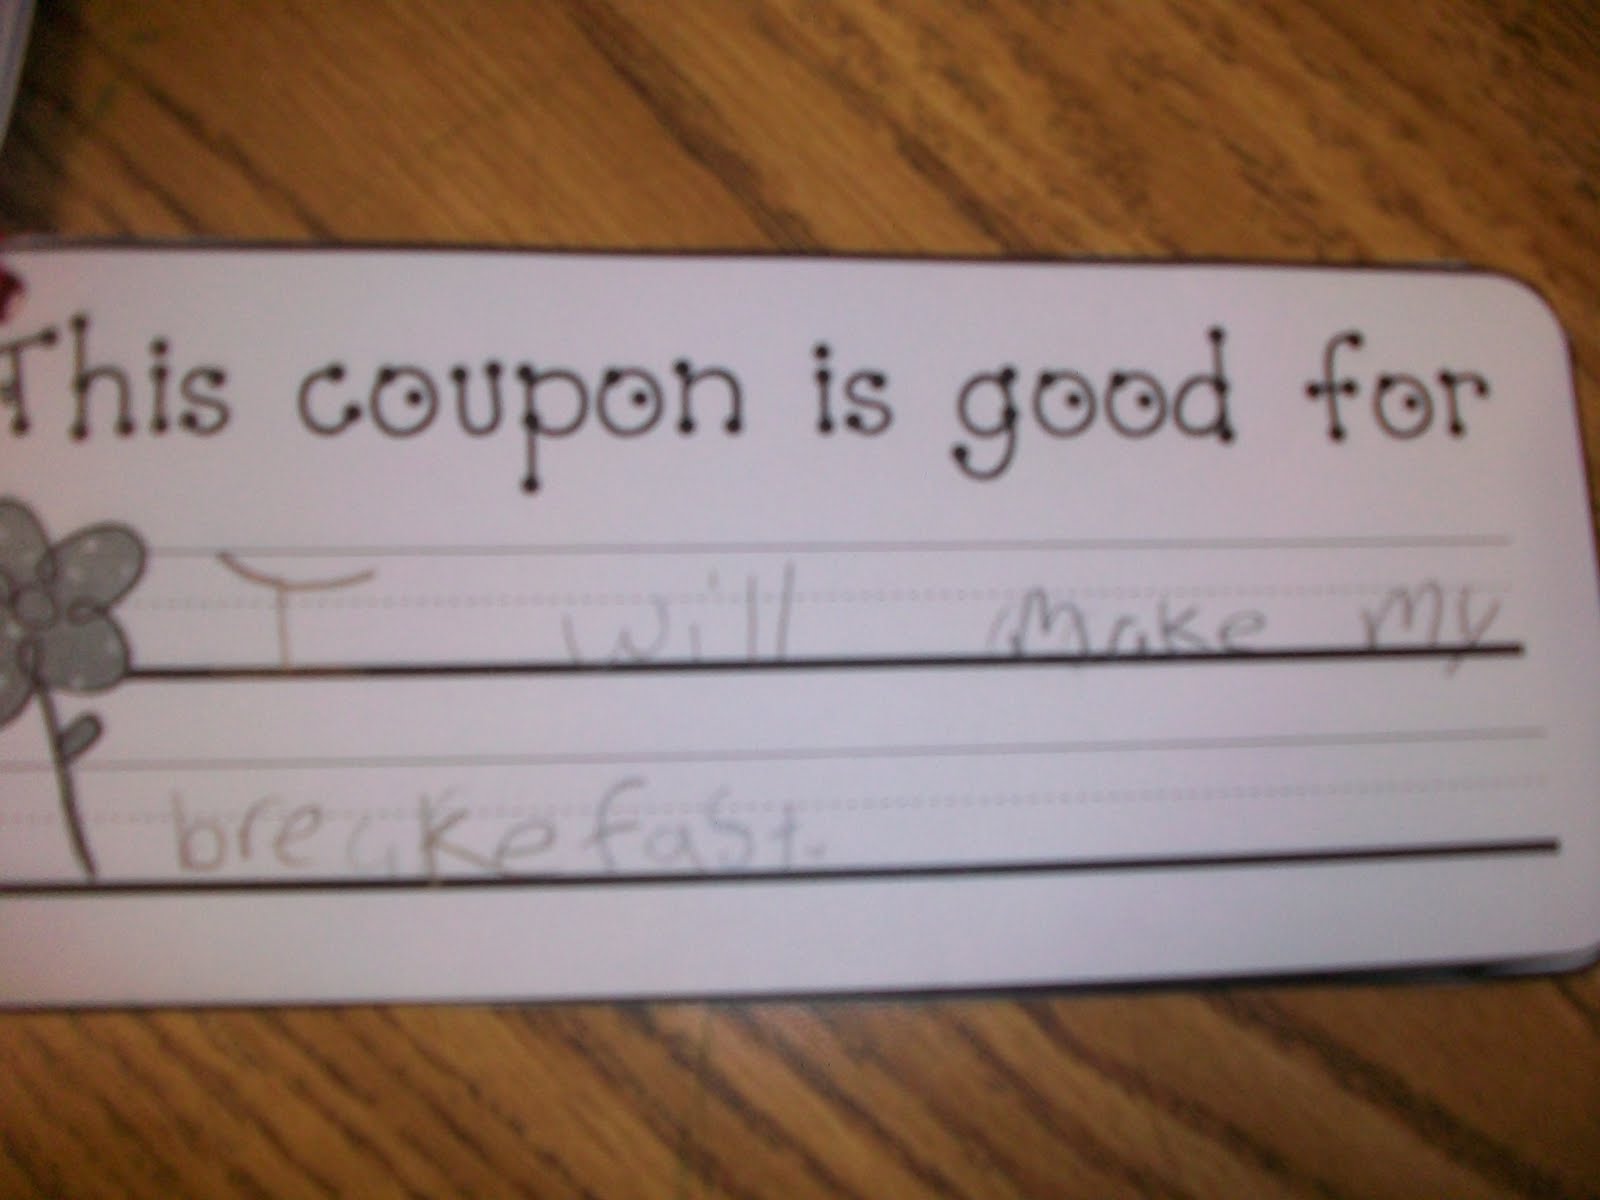 This coupon is good for
I will Make my
breakefast.